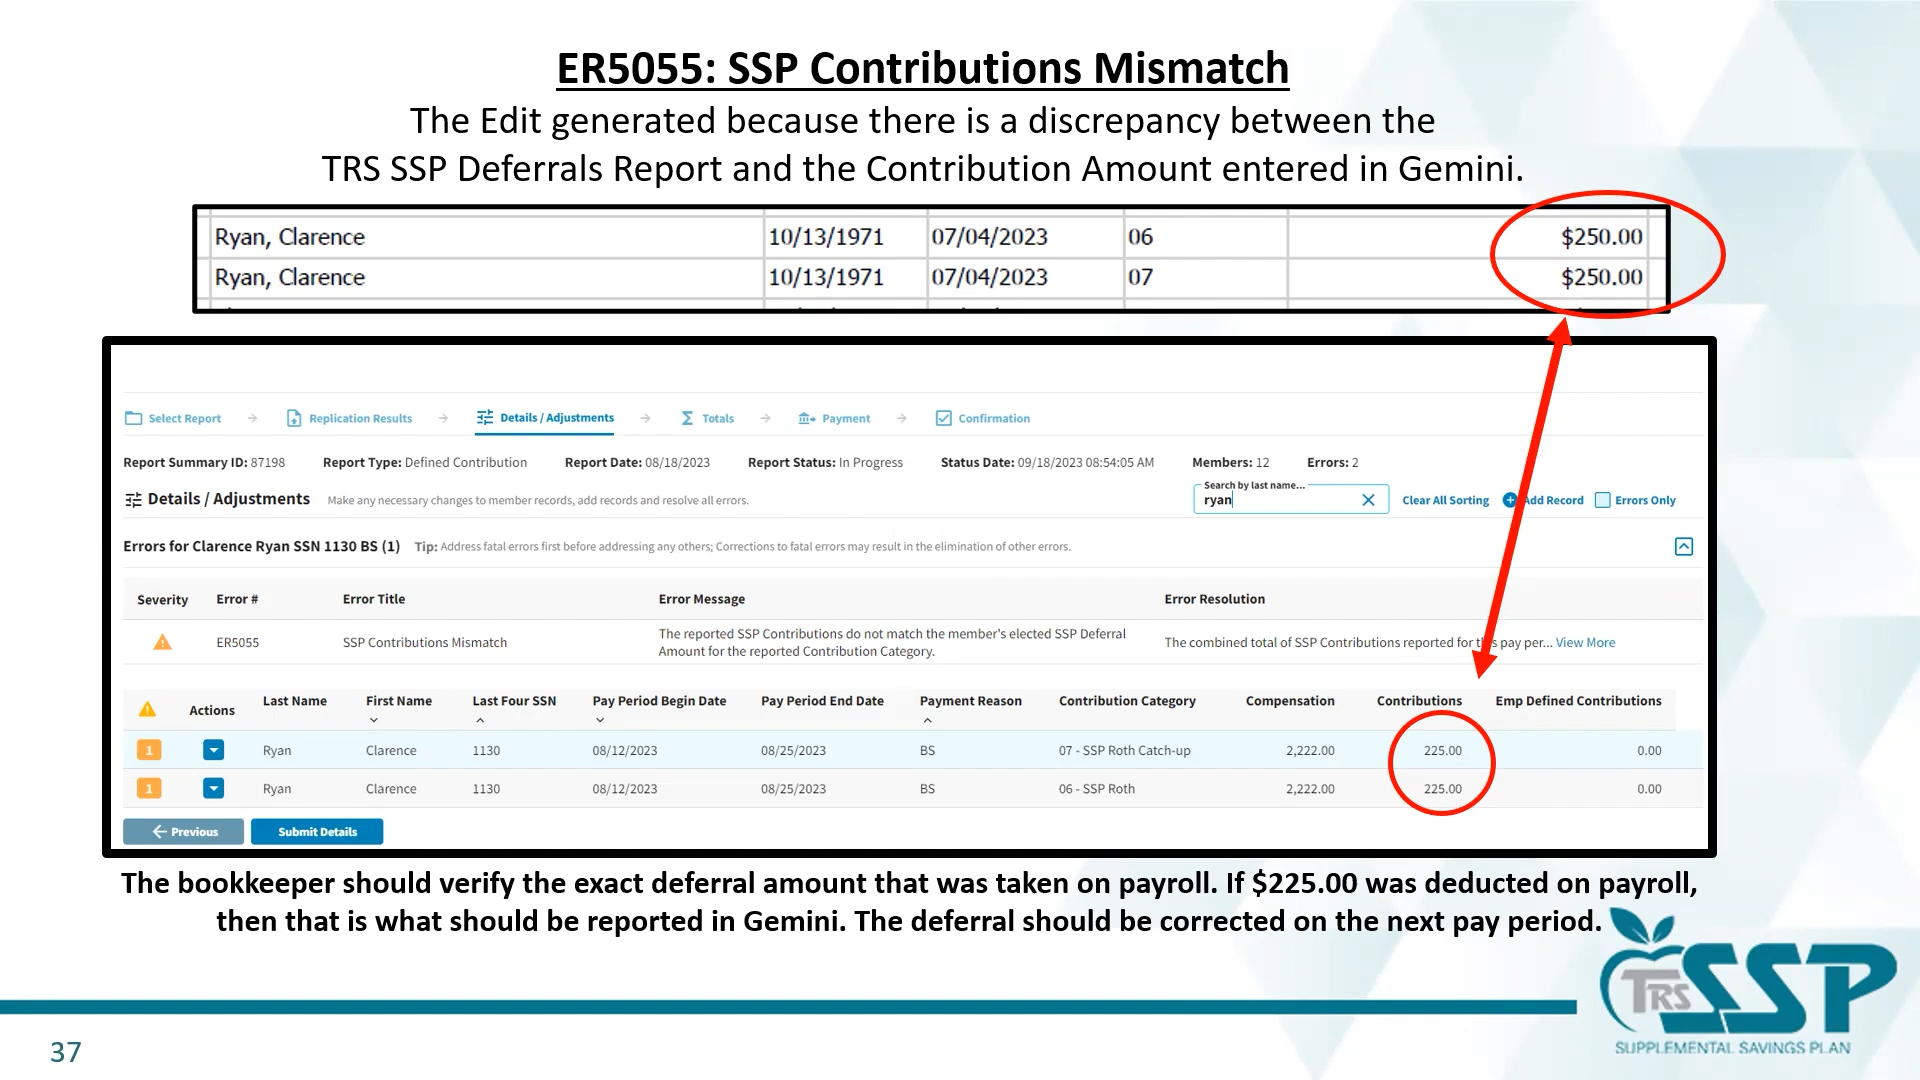 ER5055: SSP Contributions Mismatch
The Edit generated because there is a discrepancy between the
TRS SSP Deferrals Report and the Contribution Amount entered in Gemini.
Ryan, Clarence 10/13/1971 07/04/2023 06 $250.00
Ryan, Clarence 10/13/1971 07/04/2023 07 $250.00
Select Report Replication Results Details / Adjustments Totals Payment Confirmation
Report Summary ID: 87198 Report Type: Defined Contribution Report Date: 08/18/2023 Report Status: In Progress Status Date: 09/18/2023 08:54:05 AM Members: 12 Errors: 2
Search by last name...
Details / Adjustments Make any necessary changes to member records, add records and resolve all errors. ryan Clear All Sorting Add Record Errors Only
Errors for Clarence Ryan SSN 1130 BS (1) Tip: Address fatal errors first before addressing any others; Corrections to fatal errors may result in the elimination of other errors.
Severity Error # Error Title Error Message Error Resolution
ER5055 SSP Contributions Mismatch The reported SSP Contributions do not match the member's elected SSP Deferral
Amount for the reported Contribution Category.
The combined total of SSP Contributions reported for this pay per... View More
Actions Last Name First Name Last Four SSN Pay Period Begin Date Pay Period End Date Payment Reason Contribution Category Compensation Contributions Emp Defined Contributions
1 Ryan Clarence 1130 08/12/2023 08/25/2023 BS 07 - SSP Roth Catch-up 2,222.00 225.00 0.00
1 Ryan Clarence 1130 08/12/2023 08/25/2023 BS 06 - SSP Roth 2,222.00 225.00 0.00
Previous Submit Details
The bookkeeper should verify the exact deferral amount that was taken on payroll. If $225.00 was deducted on payroll,
then that is what should be reported in Gemini. The deferral should be corrected on the next pay period.
TRS SSP
SUPPLEMENTAL SAVINGS PLAN
37